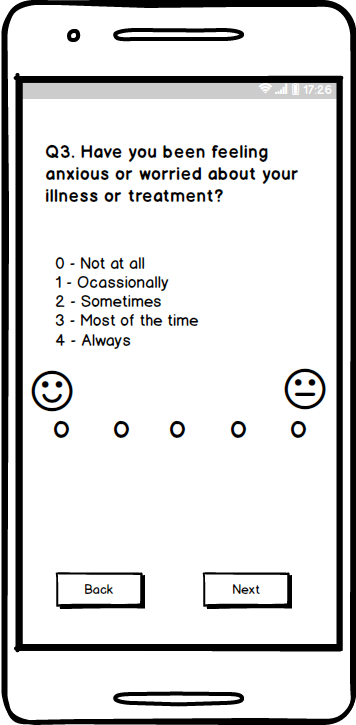 17:26
Q3. Have you been feeling
anxious or worried about your
illness or treatment?
0 - Not at all
1 - Ocassionally
2 - Sometimes
3 - Most of the time
4 - Always
Back Next